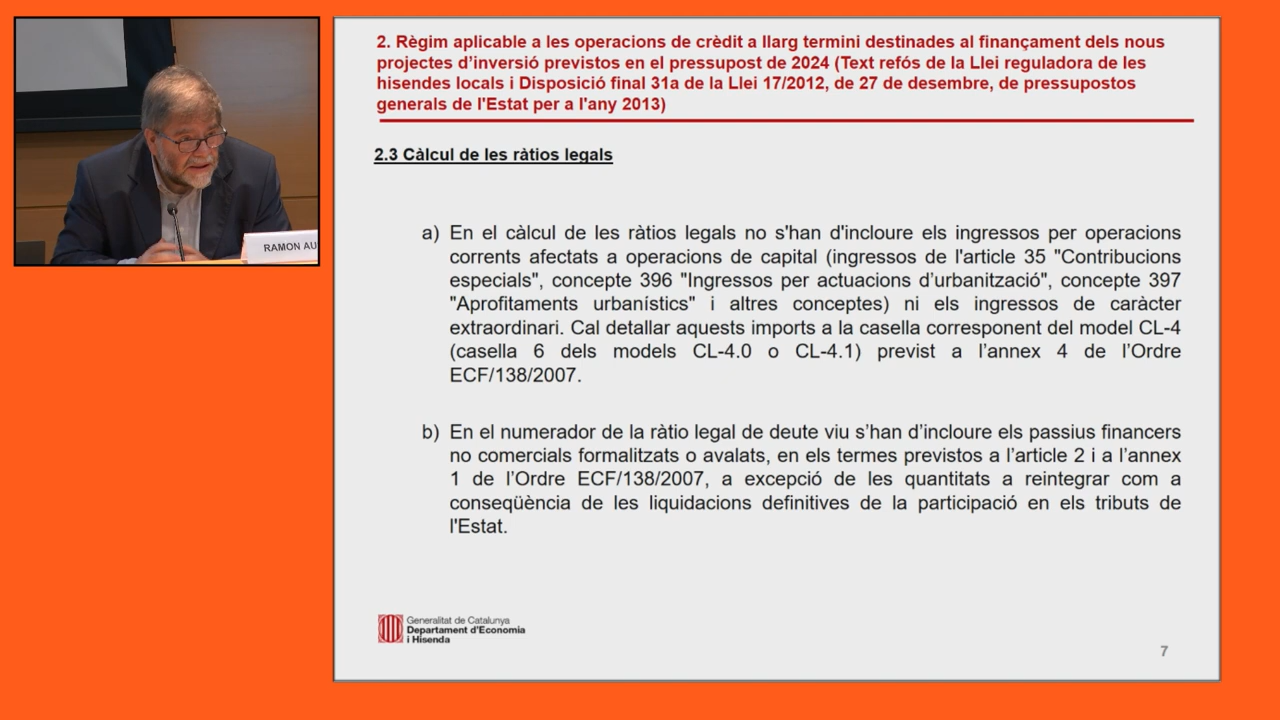 2. Règim aplicable a les operacions de crèdit a llarg termini destinades al finançament dels nous
projectes d’inversió previstos en el pressupost de 2024 (Text refós de la Llei reguladora de les
hisendes locals i Disposició final 31a de la Llei 17/2012, de 27 de desembre, de pressupostos
generals de l'Estat per a l'any 2013)
2.3 Càlcul de les ràtios legals
a) En el càlcul de les ràtios legals no s'han d'incloure els ingressos per operacions
corrents afectats a operacions de capital (ingressos de l'article 35 "Contribucions
especials", concepte 396 "Ingressos per actuacions d’urbanització", concepte 397
"Aprofitaments urbanístics" i altres conceptes) ni els ingressos de caràcter
extraordinari. Cal detallar aquests imports a la casella corresponent del model CL-4
(casella 6 dels models CL-4.0 o CL-4.1) previst a l’annex 4 de l’Ordre
ECF/138/2007.
b) En el numerador de la ràtio legal de deute viu s’han d’incloure els passius financers
no comercials formalitzats o avalats, en els termes previstos a l’article 2 i a l’annex
1 de l’Ordre ECF/138/2007, a excepció de les quantitats a reintegrar com a
conseqüència de les liquidacions definitives de la participació en els tributs de
l'Estat.
RAMON AU
Generalitat de Catalunya
Departament d'Economia
i Hisenda
7